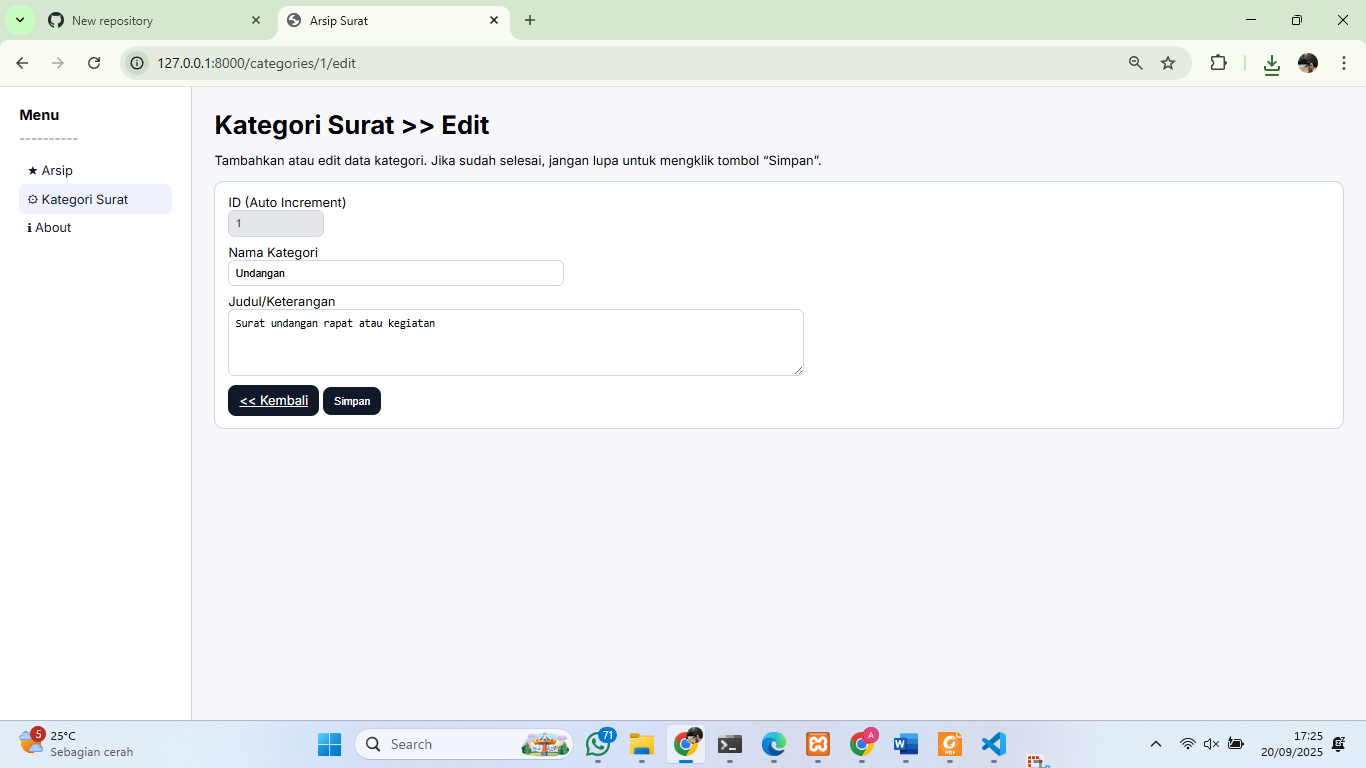 New repository
Arsip Surat
127.0.0.1:8000/categories/1/edit
Menu
----------
★ Arsip
⚙ Kategori Surat
ℹ About
Kategori Surat >> Edit
Tambahkan atau edit data kategori. Jika sudah selesai, jangan lupa untuk mengklik tombol “Simpan”.
ID (Auto Increment)
1
Nama Kategori
Undangan
Judul/Keterangan
Surat undangan rapat atau kegiatan
<< Kembali
Simpan
5
25°C
Sebagian cerah
Search
71
A
W
PDF
17:25
20/09/2025